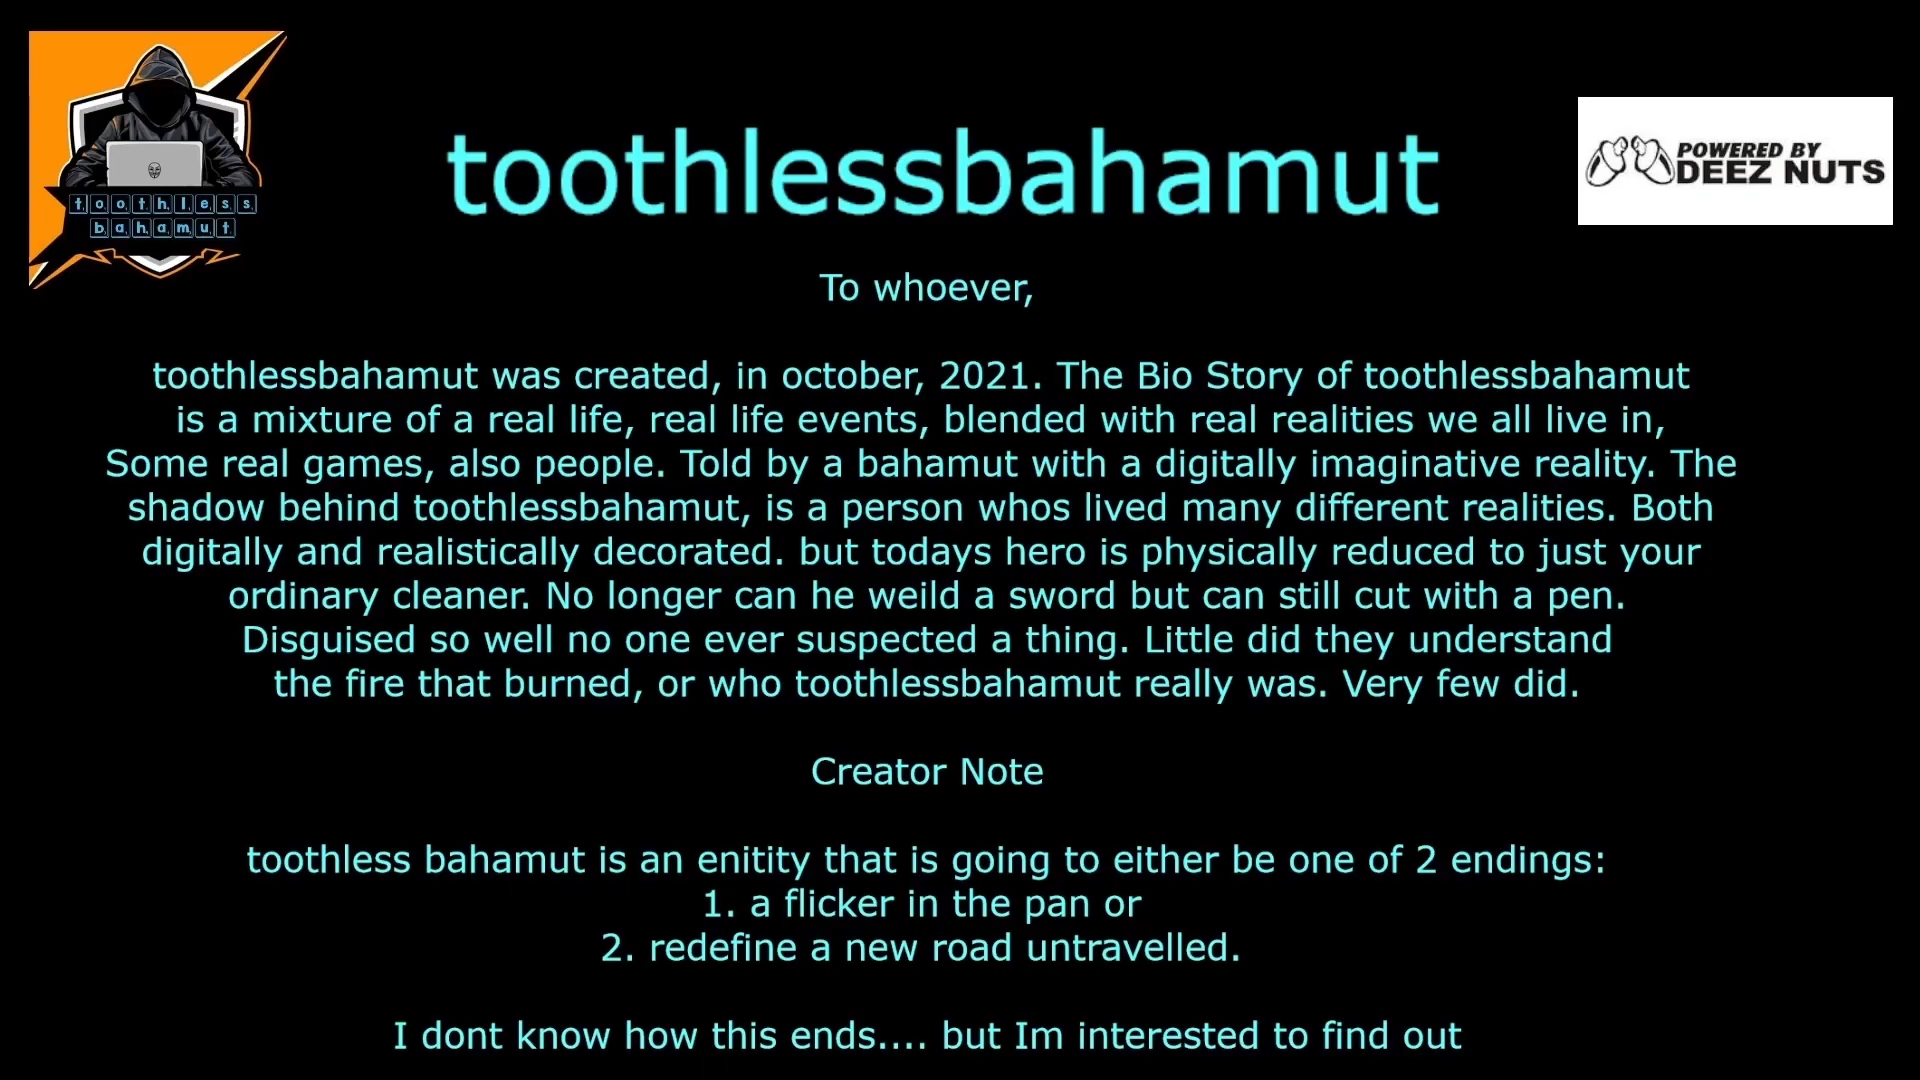 toothless
bahamut
toothlessbahamut
POWERED BY
DEEZ NUTS
To whoever,
toothlessbahamut was created, in october, 2021. The Bio Story of toothlessbahamut
is a mixture of a real life, real life events, blended with real realities we all live in,
Some real games, also people. Told by a bahamut with a digitally imaginative reality. The
shadow behind toothlessbahamut, is a person whos lived many different realities. Both
digitally and realistically decorated. but todays hero is physically reduced to just your
ordinary cleaner. No longer can he weild a sword but can still cut with a pen.
Disguised so well no one ever suspected a thing. Little did they understand
the fire that burned, or who toothlessbahamut really was. Very few did.
Creator Note
toothless bahamut is an enitity that is going to either be one of 2 endings:
1. a flicker in the pan or
2. redefine a new road untravelled.
I dont know how this ends.... but Im interested to find out